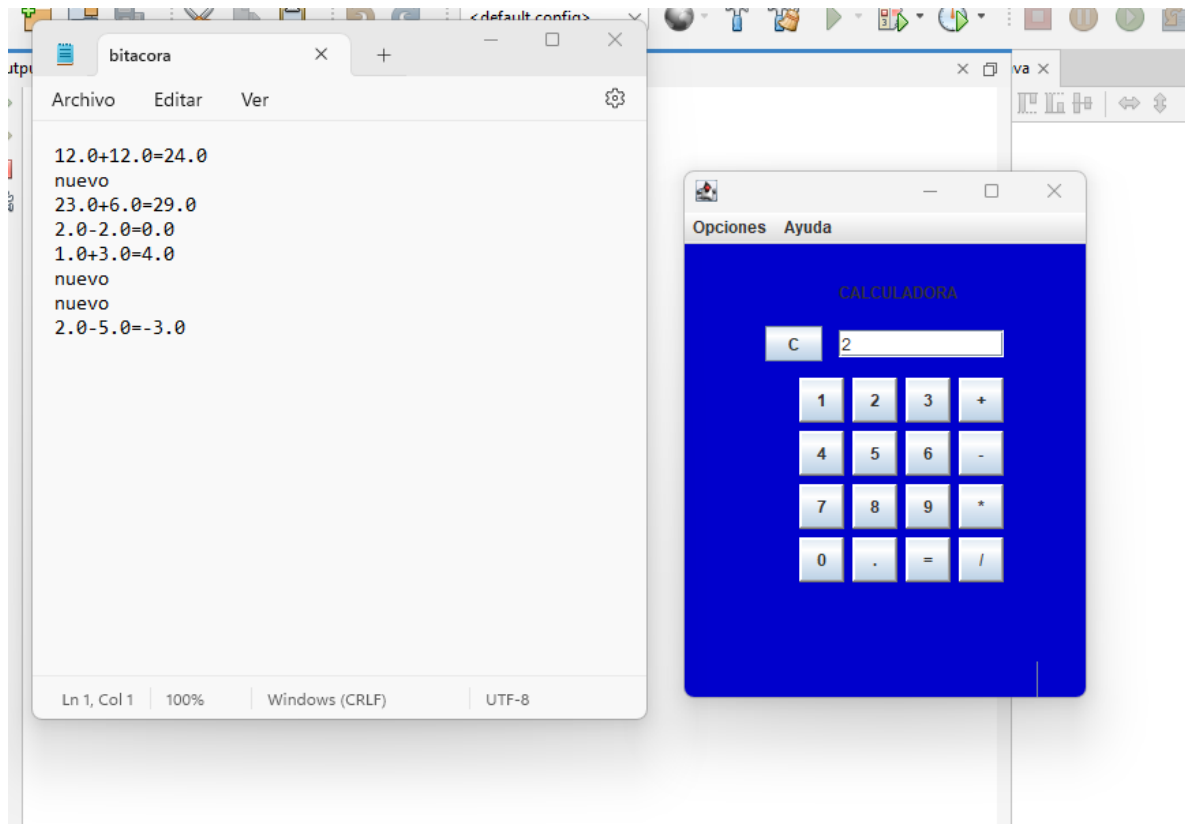 <default config>
bitacora
Archivo Editar Ver
12.0+12.0=24.0
nuevo
23.0+6.0=29.0
2.0-2.0=0.0
1.0+3.0=4.0
nuevo
nuevo
2.0-5.0=-3.0
Ln 1, Col 1 100% Windows (CRLF) UTF-8
Opciones Ayuda
CALCULADORA
C 2
1 2 3 +
4 5 6 -
7 8 9 *
0 . = /